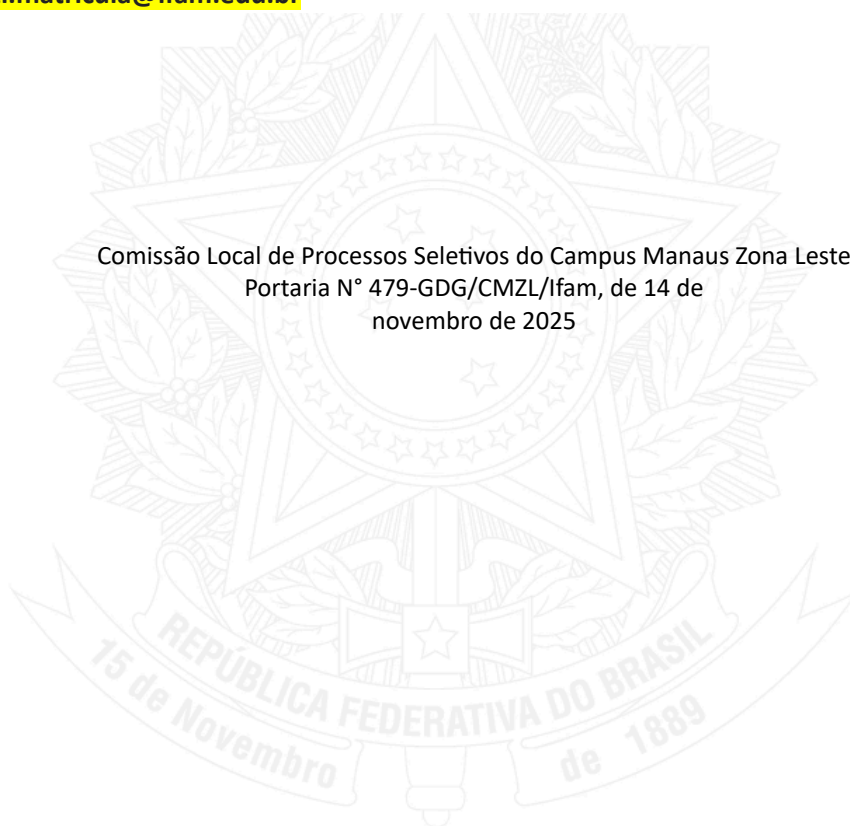 Comissão Local de Processos Seletivos do Campus Manaus Zona Leste
Portaria N° 479-GDG/CMZL/Ifam, de 14 de
novembro de 2025
REPÚBLICA FEDERATIVA DO BRASIL
15 de Novembro de 1889